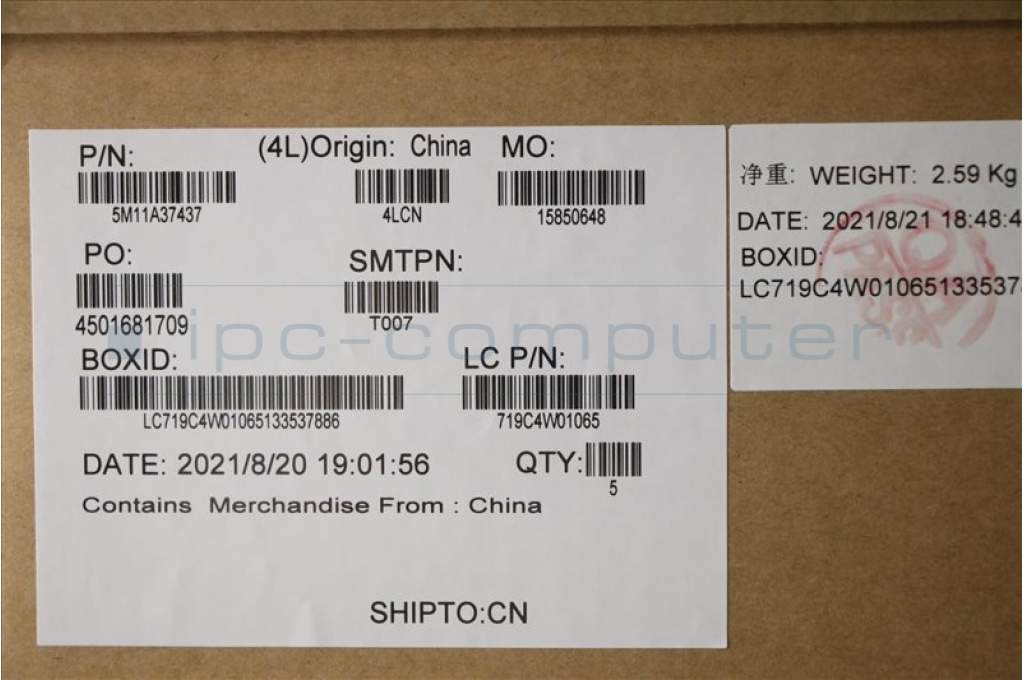 P/N: (4L)Origin: China MO:
5M11A37437 4LCN 15850648
PO: SMTPN:
4501681709 T007
BOXID: LC P/N:
LC719C4W01065133537886 719C4W01065
DATE: 2021/8/20 19:01:56 QTY:
5
Contains Merchandise From : China
SHIPTO:CN
净重: WEIGHT: 2.59 Kg
DATE: 2021/8/21 18:48:4
BOXID:
LC719C4W01065133537
ipc-computer